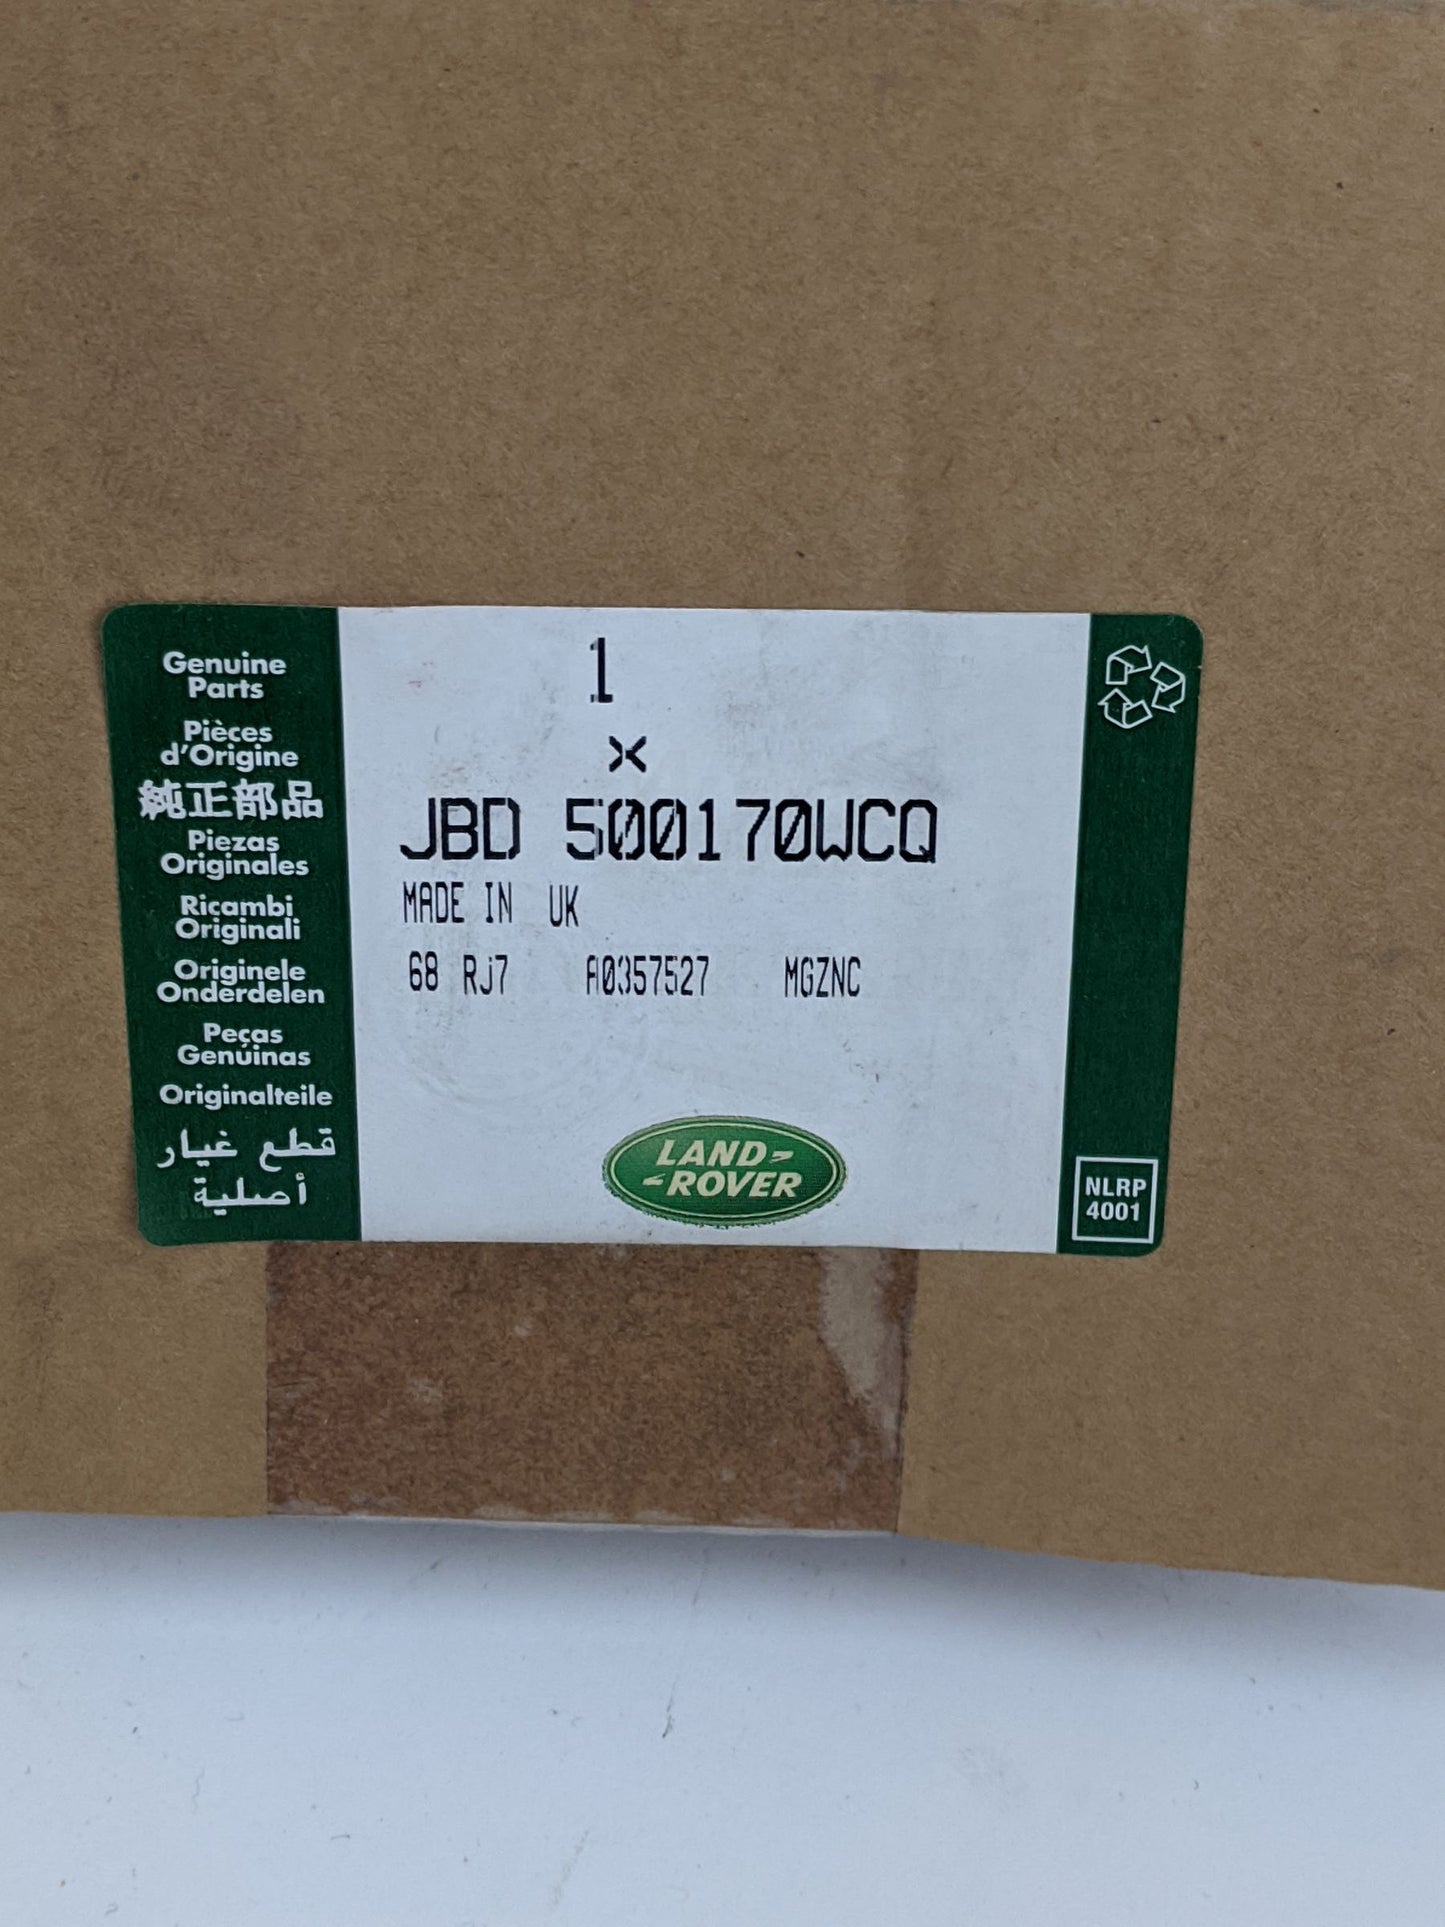 Genuine
Parts
Pièces
d'Origine
純正部品
Piezas
Originales
Ricambi
Originali
Originele
Onderdelen
Peças
Genuinas
Originalteile
قطع غيار
أصلية
1
x
JBD 500170WCQ
MADE IN UK
68 RJ7 A0357527 MGZNC
LAND-
-ROVER
NLRP
4001